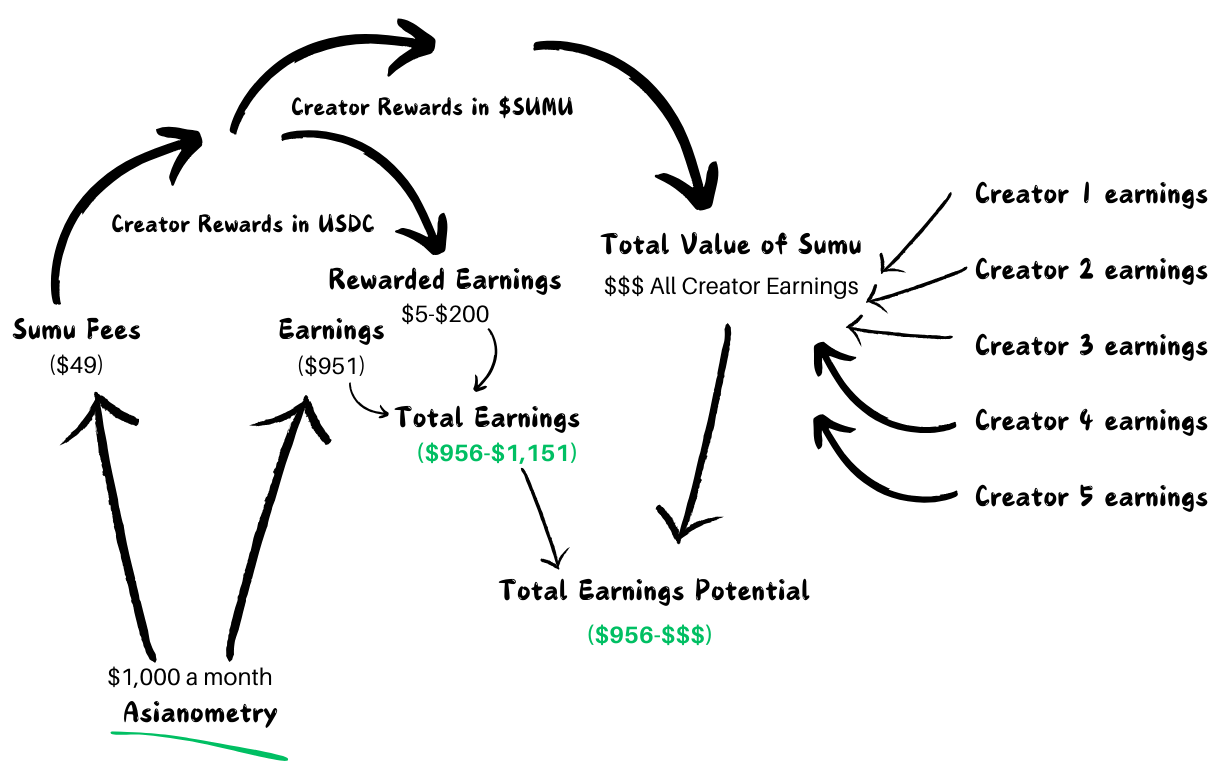 Creator Rewards in $SUMU
Creator Rewards in USDC
Sumu Fees
($49)
Earnings
($951)
Rewarded Earnings
$5-$200
Total Earnings
($956-$1,151)
Total Value of Sumu
$$$ All Creator Earnings
Creator 1 earnings
Creator 2 earnings
Creator 3 earnings
Creator 4 earnings
Creator 5 earnings
Total Earnings Potential
($956-$$$)
$1,000 a month
Asianometry